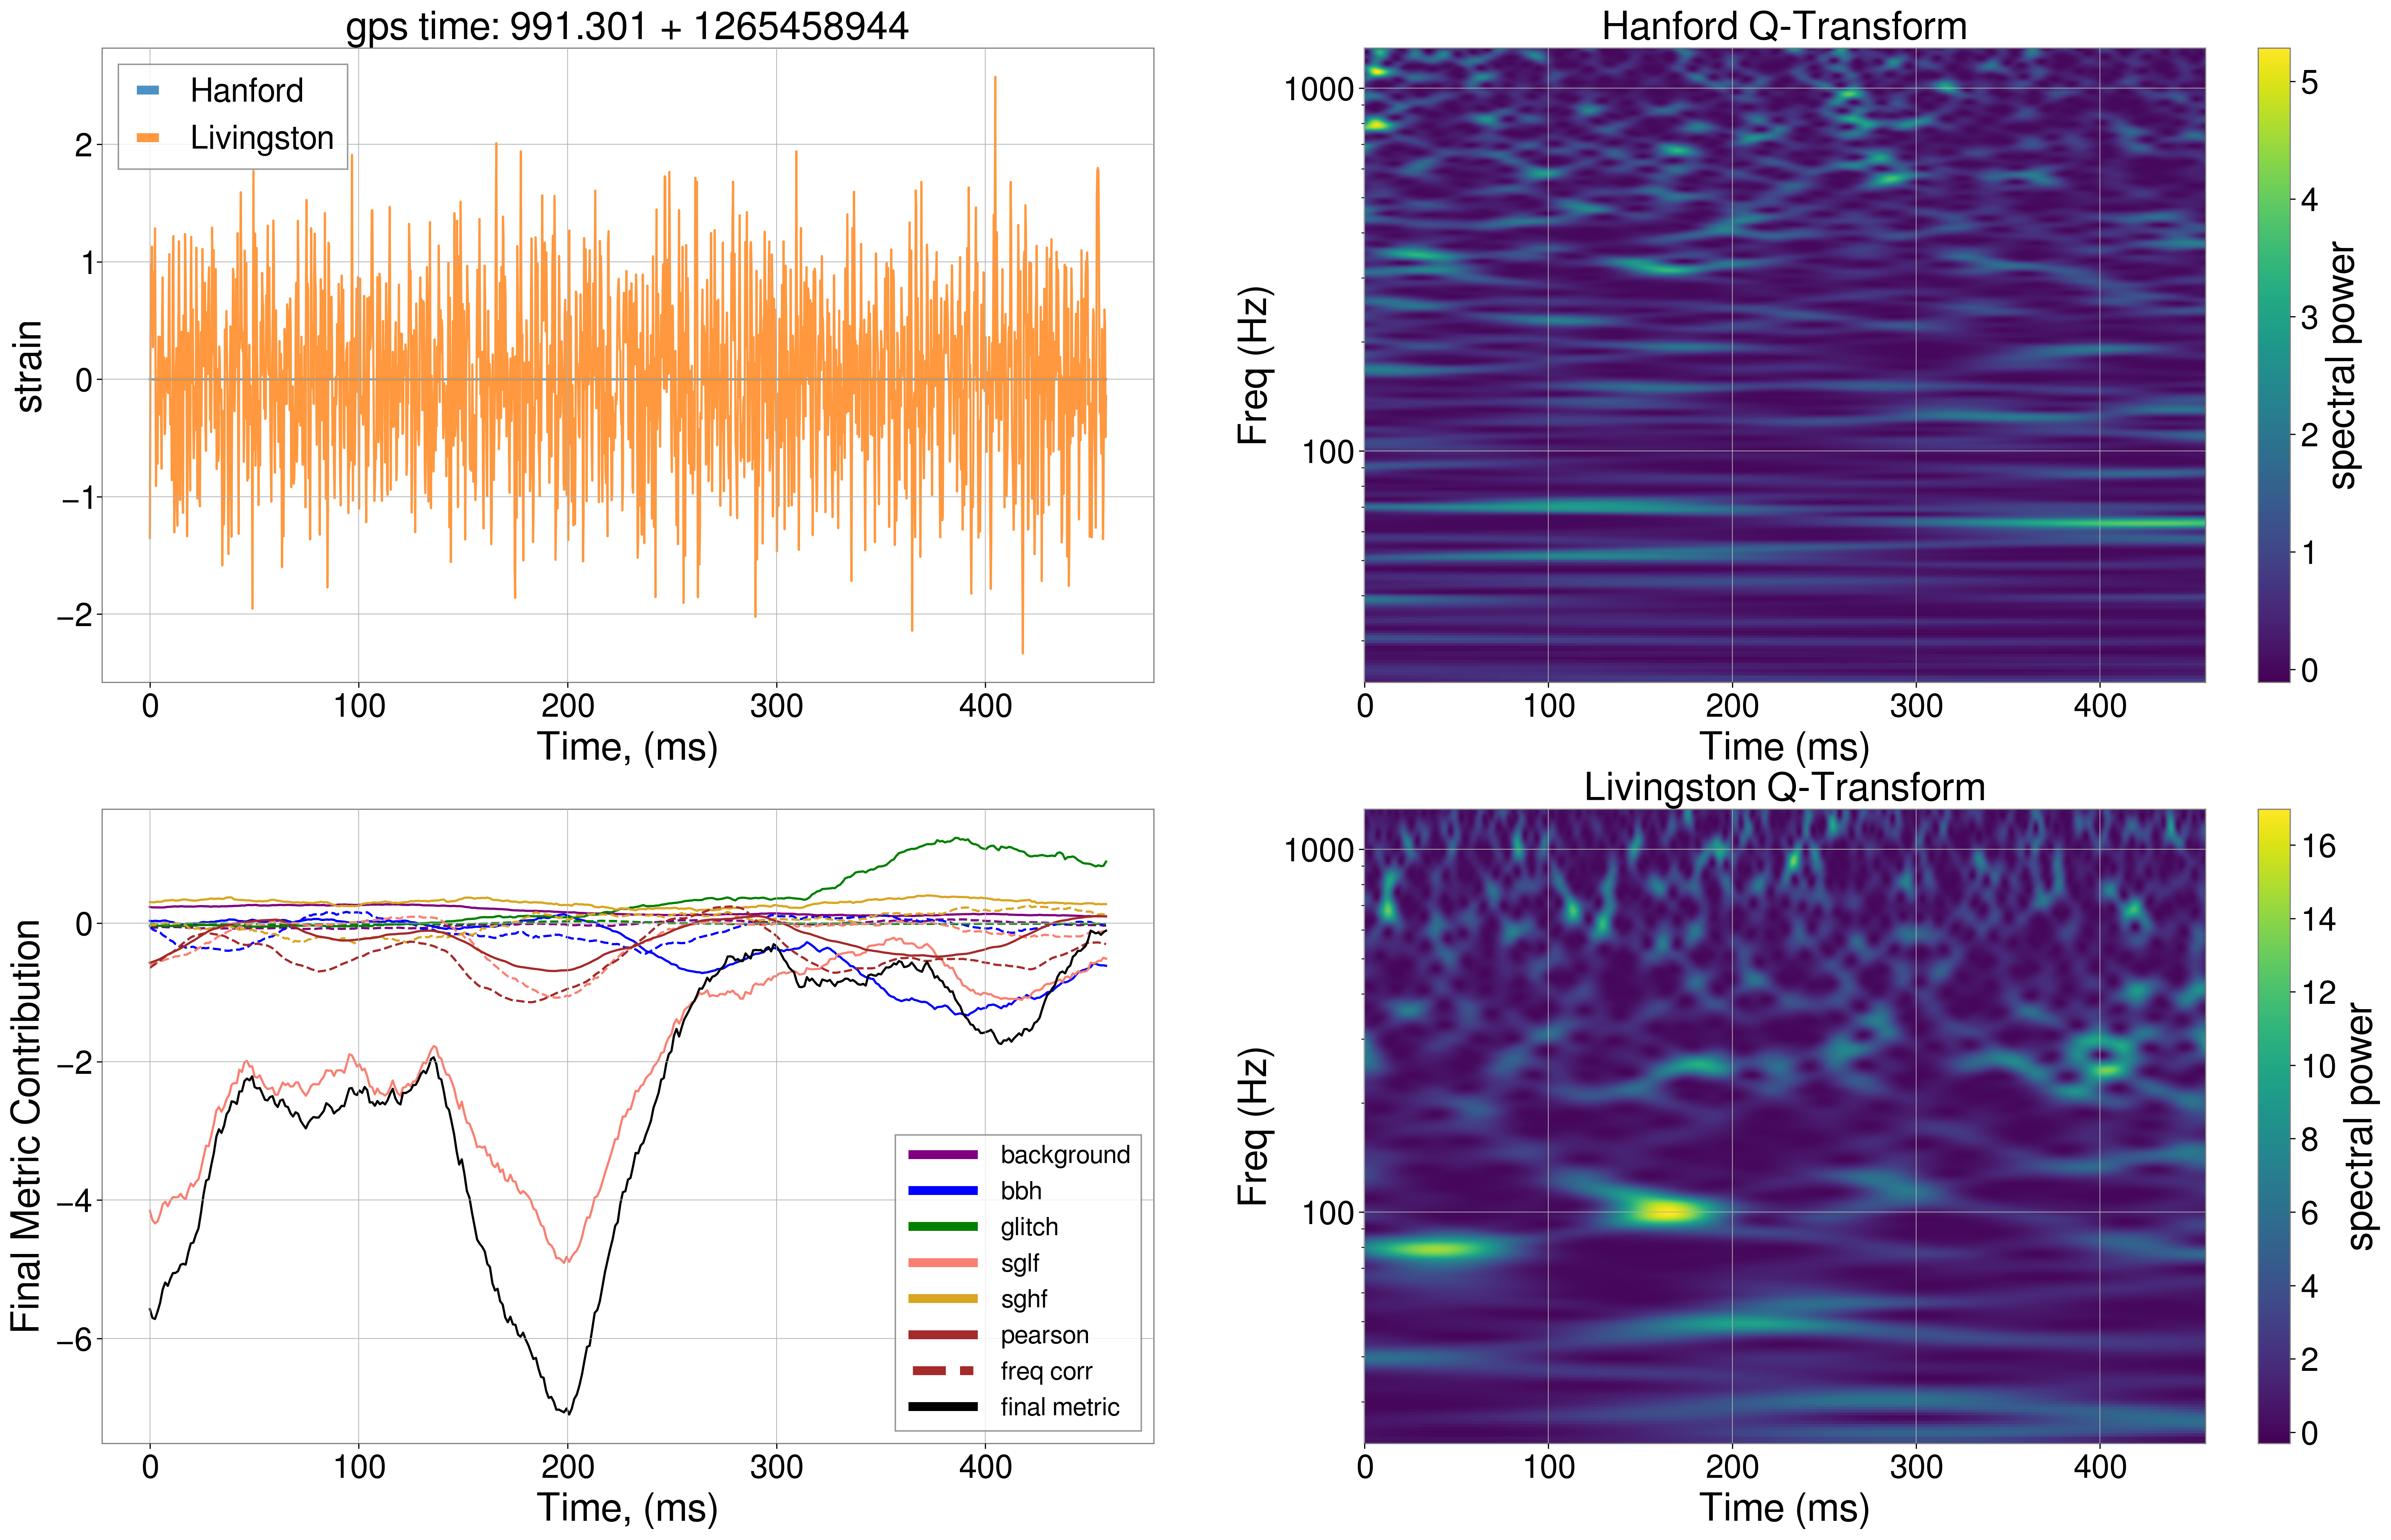 gps time: 991.301 + 1265458944
Hanford
Livingston
strain
2
1
0
−1
−2
0 100 200 300 400
Time, (ms)
Hanford Q-Transform
Freq (Hz)
1000
100
0 100 200 300 400
Time (ms)
5
4
3
2
1
0
spectral power
Final Metric Contribution
0
−2
−4
−6
background
bbh
glitch
sglf
sghf
pearson
freq corr
final metric
0 100 200 300 400
Time, (ms)
Livingston Q-Transform
Freq (Hz)
1000
100
0 100 200 300 400
Time (ms)
16
14
12
10
8
6
4
2
0
spectral power